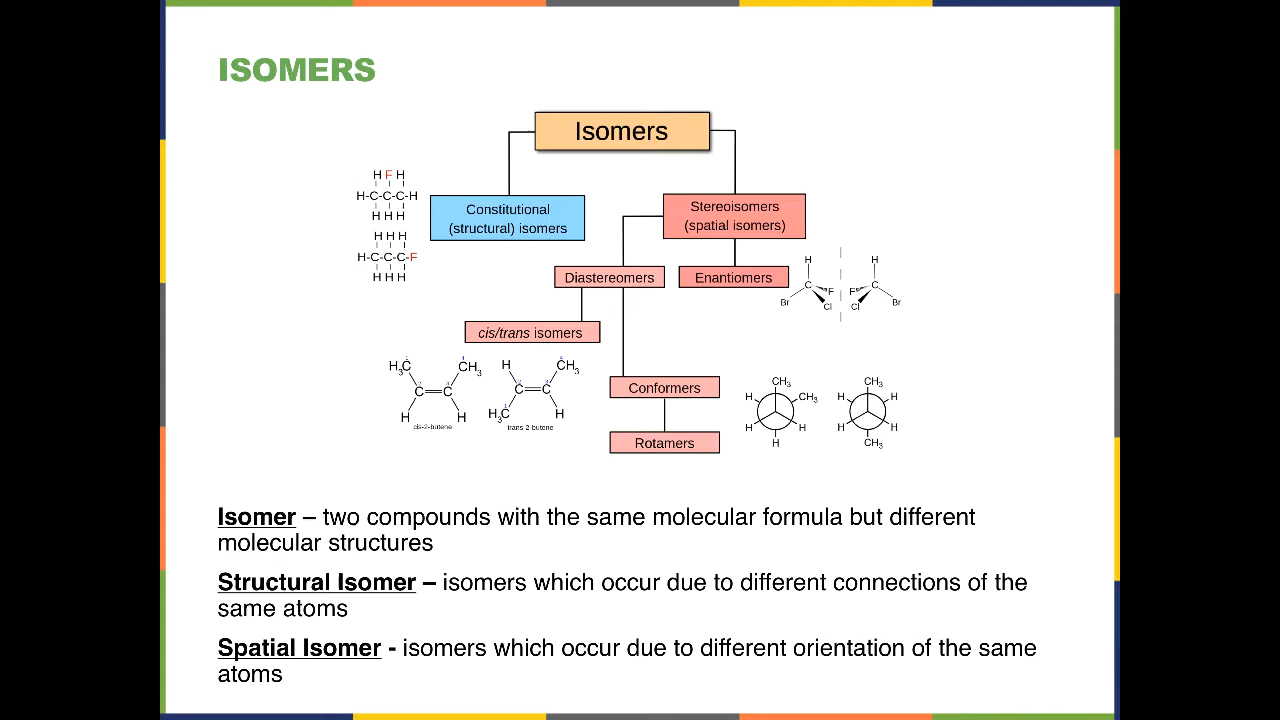 ISOMERS
Isomers
H F H
H-C-C-C-H
H H H
Constitutional
(structural) isomers
Stereoisomers
(spatial isomers)
H H H
H-C-C-C-F
H H H
Diastereomers
Enantiomers
H
C
F
Br
Cl
H
F
C
Cl
Br
cis/trans isomers
H3C
CH3
C
C
H
H
cis-2-butene
H
CH3
C
C
H3C
H
trans 2 butene
Conformers
Rotamers
CH3
H
CH3
H
H
H
CH3
H
H
H
H
CH3
Isomer – two compounds with the same molecular formula but different
molecular structures
Structural Isomer – isomers which occur due to different connections of the
same atoms
Spatial Isomer - isomers which occur due to different orientation of the same
atoms